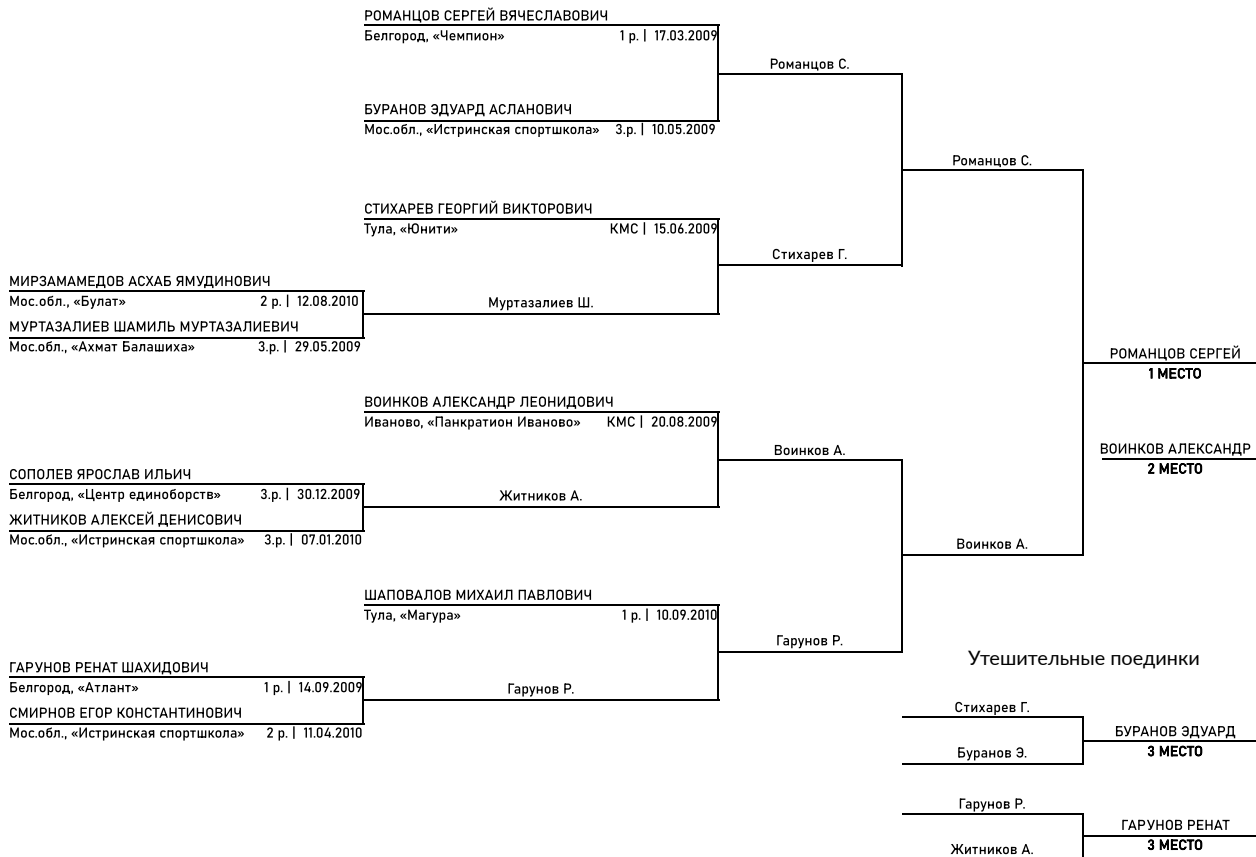 РОМАНЦОВ СЕРГЕЙ ВЯЧЕСЛАВОВИЧ
Белгород, «Чемпион» 1 р. | 17.03.2009
Романцов С.
БУРАНОВ ЭДУАРД АСЛАНОВИЧ
Мос.обл., «Истринская спортшкола» 3.р. | 10.05.2009
Романцов С.
СТИХАРЕВ ГЕОРГИЙ ВИКТОРОВИЧ
Тула, «Юнити» КМС | 15.06.2009
Стихарев Г.
МИРЗАМАМЕДОВ АСХАБ ЯМУДИНОВИЧ
Мос.обл., «Булат» 2 р. | 12.08.2010
Муртазалиев Ш.
МУРТАЗАЛИЕВ ШАМИЛЬ МУРТАЗАЛИЕВИЧ
Мос.обл., «Ахмат Балашиха» 3.р. | 29.05.2009
РОМАНЦОВ СЕРГЕЙ
1 МЕСТО
ВОИНКОВ АЛЕКСАНДР ЛЕОНИДОВИЧ
Иваново, «Панкратион Иваново» КМС | 20.08.2009
Воинков А.
ВОИНКОВ АЛЕКСАНДР
2 МЕСТО
СОПОЛЕВ ЯРОСЛАВ ИЛЬИЧ
Белгород, «Центр единоборств» 3.р. | 30.12.2009
Житников А.
ЖИТНИКОВ АЛЕКСЕЙ ДЕНИСОВИЧ
Мос.обл., «Истринская спортшкола» 3.р. | 07.01.2010
Воинков А.
ШАПОВАЛОВ МИХАИЛ ПАВЛОВИЧ
Тула, «Магура» 1 р. | 10.09.2010
Гарунов Р.
Утешительные поединки
ГАРУНОВ РЕНАТ ШАХИДОВИЧ
Белгород, «Атлант» 1 р. | 14.09.2009
Гарунов Р.
СМИРНОВ ЕГОР КОНСТАНТИНОВИЧ
Мос.обл., «Истринская спортшкола» 2 р. | 11.04.2010
Стихарев Г.
БУРАНОВ ЭДУАРД
3 МЕСТО
Буранов Э.
Гарунов Р.
ГАРУНОВ РЕНАТ
3 МЕСТО
Житников А.